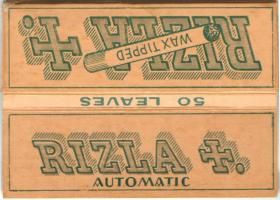 RIZLA +.
WAX TIPPED
50 LEAVES
RIZLA +.
AUTOMATIC